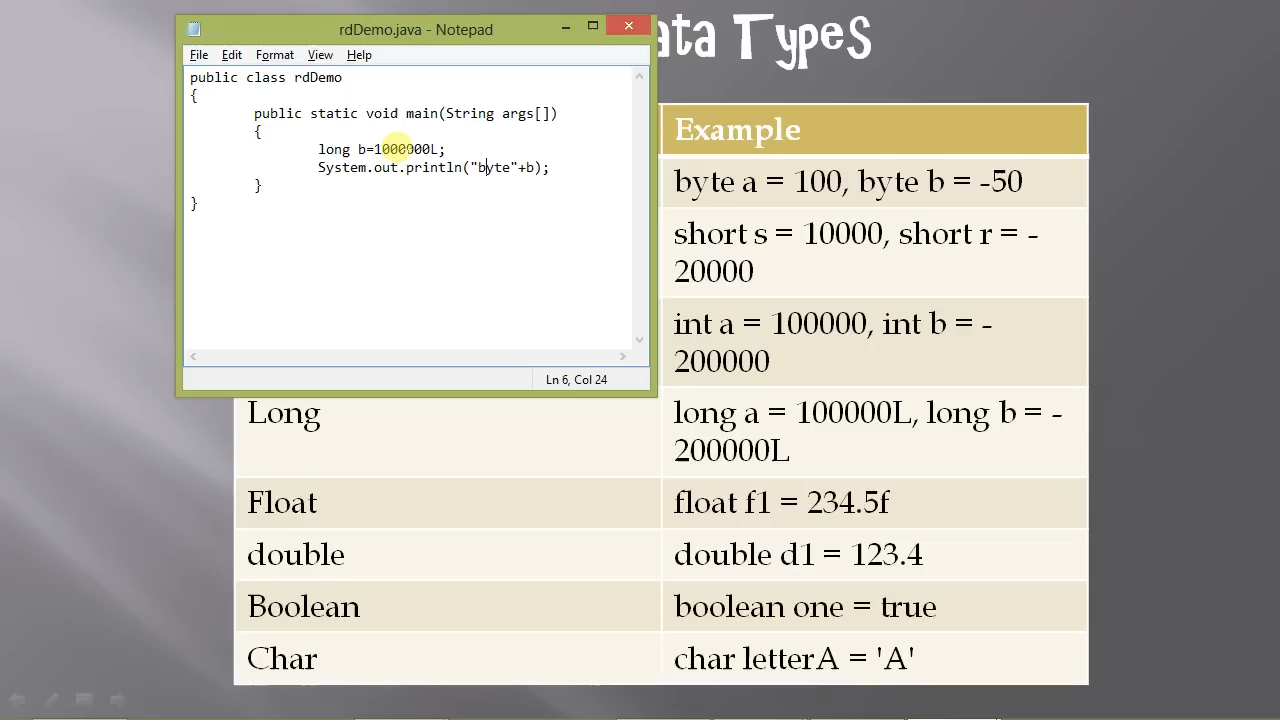 ata Types
rdDemo.java - Notepad
File Edit Format View Help
public class rdDemo
{
public static void main(String args[])
{
long b=1000900L;
System.out.println("byte"+b);
}
}
Ln 6, Col 24
Example
byte a = 100, byte b = -50
short s = 10000, short r = -
20000
int a = 100000, int b = -
200000
Long
long a = 100000L, long b = -
200000L
Float
float f1 = 234.5f
double
double d1 = 123.4
Boolean
boolean one = true
Char
char letterA = 'A'